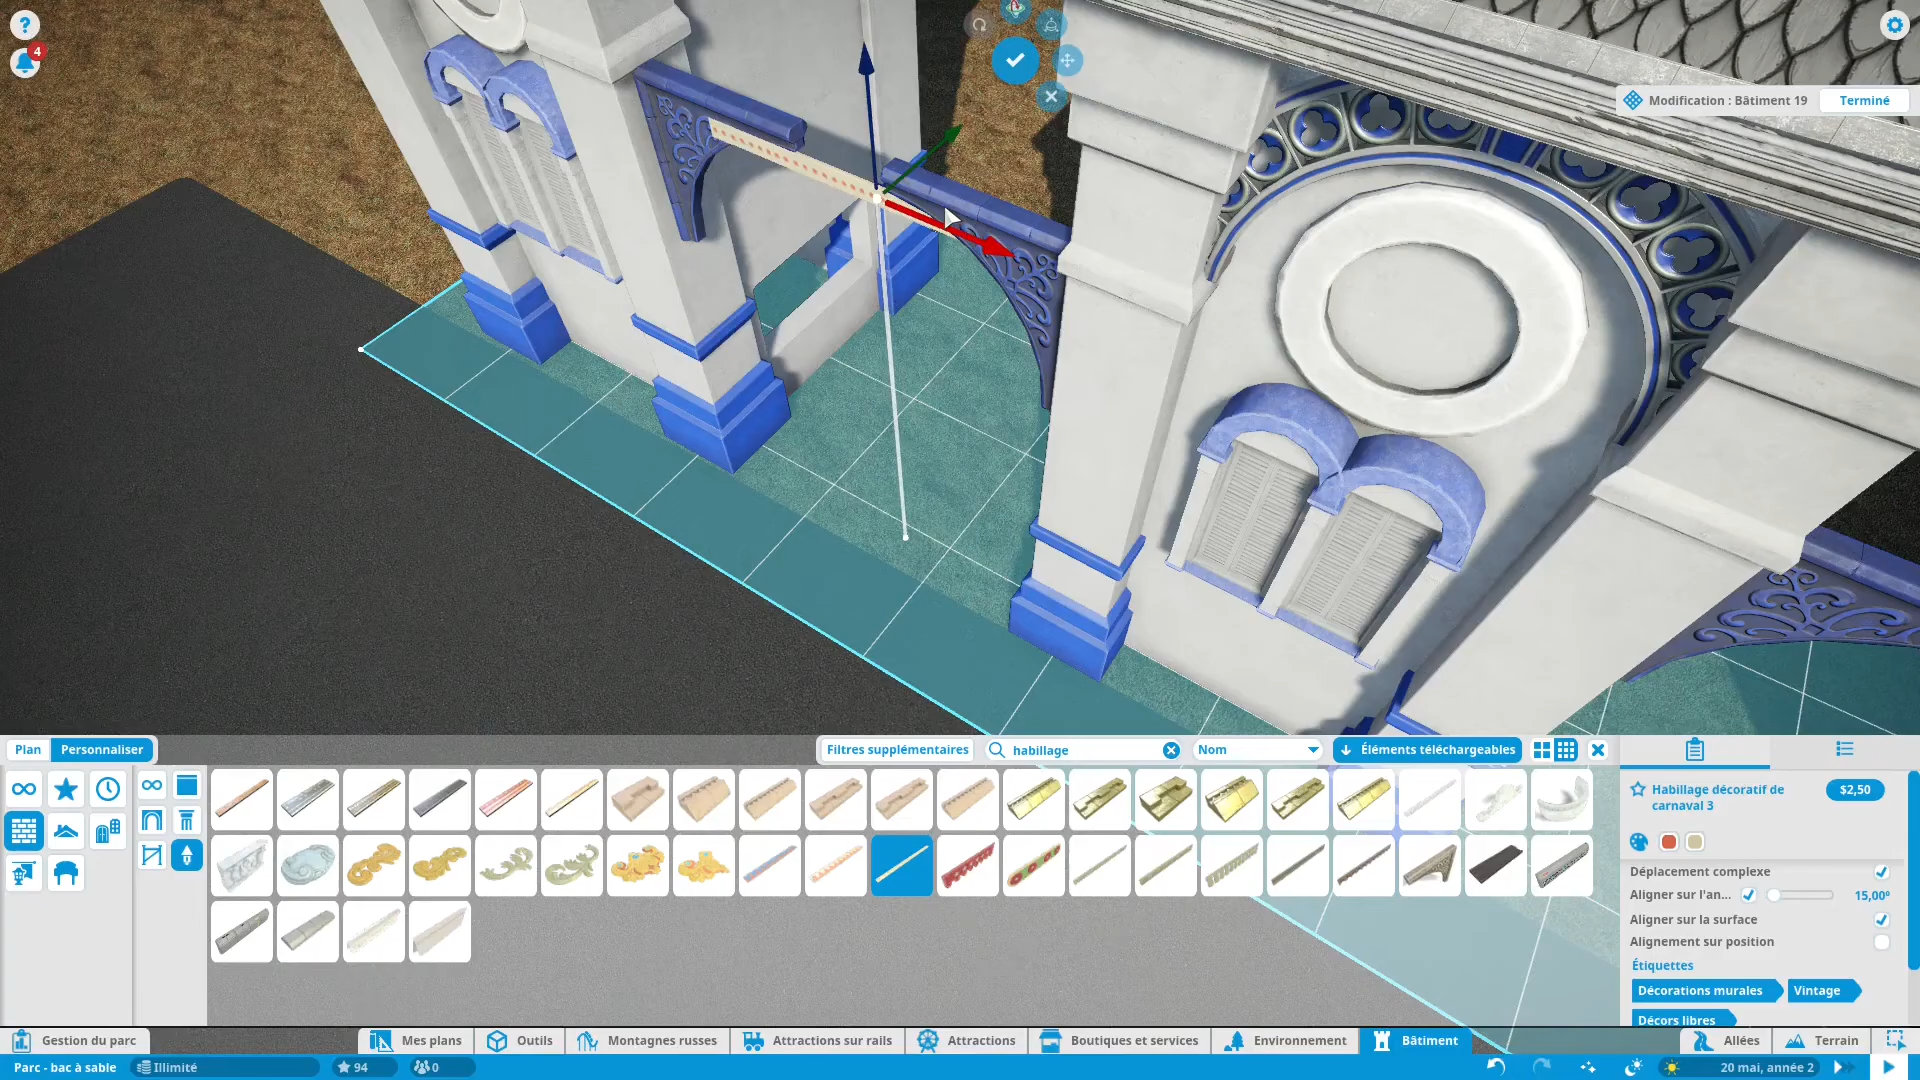 ?
4
Modification : Bâtiment 19
Terminé
Plan
Personnaliser
Filtres supplémentaires
habillage
Nom
Éléments téléchargeables
Habillage décoratif de
carnaval 3
$2,50
Déplacement complexe
Aligner sur l'an...
15,00°
Aligner sur la surface
Alignement sur position
Étiquettes
Décorations murales
Vintage
Décors libres
Gestion du parc
Mes plans
Outils
Montagnes russes
Attractions sur rails
Attractions
Boutiques et services
Environnement
Bâtiment
Allées
Terrain
Parc - bac à sable
Illimité
94
0
20 mai, année 2